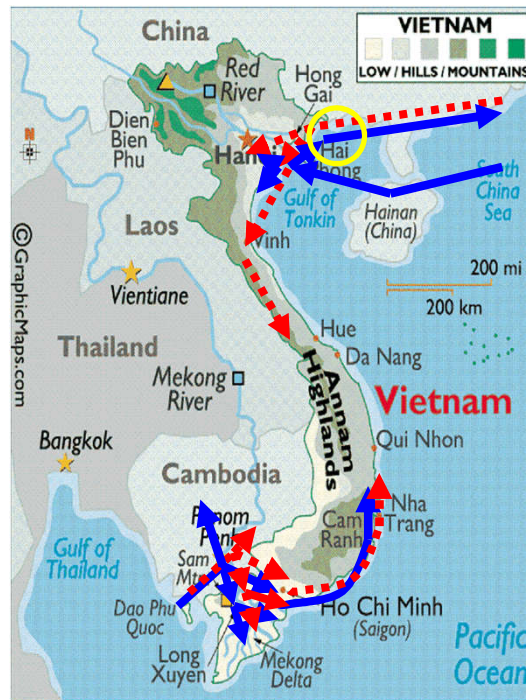 China
VIETNAM
LOW / HILLS / MOUNTAINS
Red
River
Hong
Gai
N
Dien
Bien
Phu
Hanoi
Hai
Gulf of
Tonkin
South
China
Sea
Hainan
(China)
Laos
Vinh
Vientiane
200 mi
200 km
©GraphicMaps.com
Thailand
Hue
Da Nang
Annam
Highlands
Mekong
River
Vietnam
Bangkok
Qui Nhon
Cambodia
Nha
Trang
Cam
Ranh
Gulf of
Thailand
Sam
Dao Phu
Quoc
Ho Chi Minh
(Saigon)
Long
Xuyen
Mekong
Delta
Pacific
Ocean